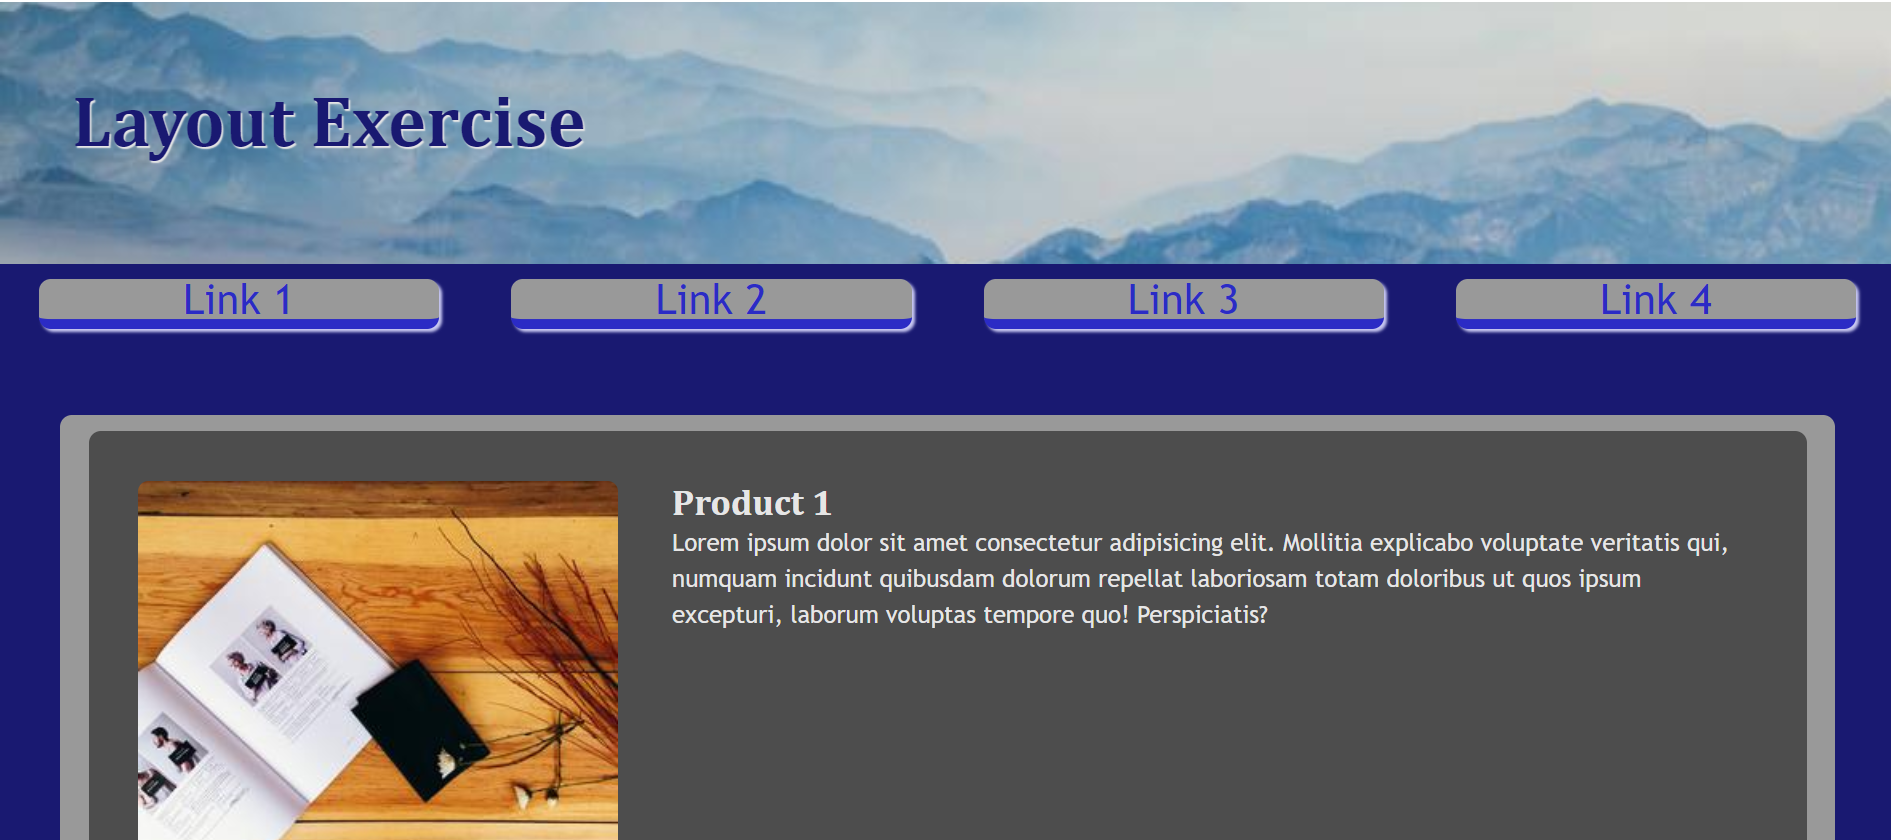 Layout Exercise
Link 1
Link 2
Link 3
Link 4
Product 1
Lorem ipsum dolor sit amet consectetur adipisicing elit. Mollitia explicabo voluptate veritatis qui,
numquam incidunt quibusdam dolorum repellat laboriosam totam doloribus ut quos ipsum
excepturi, laborum voluptas tempore quo! Perspiciatis?